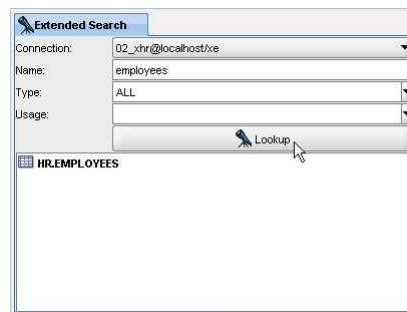 Extended Search
Connection: 02_xhr@localhost/xe
Name: employees
Type: ALL
Usage:
Lookup
HR.EMPLOYEES